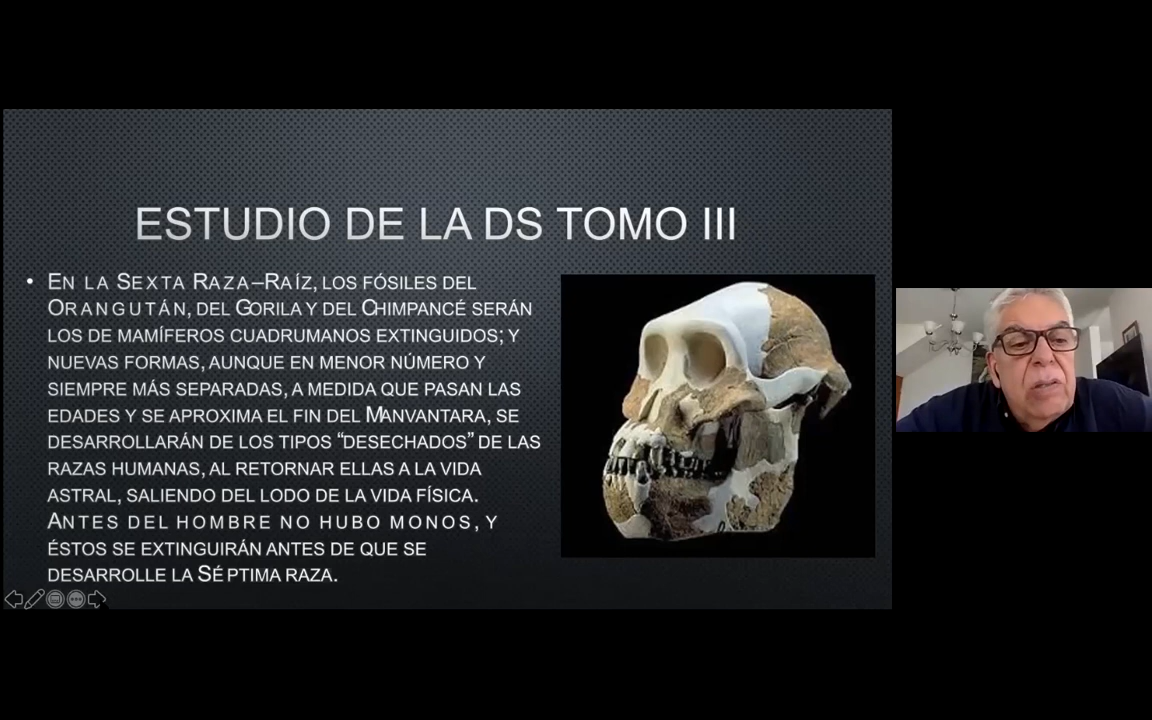 ESTUDIO DE LA DS TOMO III
• EN LA SEXTA RAZA–RAÍZ, LOS FÓSILES DEL
ORANGUTÁN, DEL GORILA Y DEL CHIMPANCÉ SERÁN
LOS DE MAMÍFEROS CUADRUMANOS EXTINGUIDOS; Y
NUEVAS FORMAS, AUNQUE EN MENOR NÚMERO Y
SIEMPRE MÁS SEPARADAS, A MEDIDA QUE PASAN LAS
EDADES Y SE APROXIMA EL FIN DEL MANVANTARA, SE
DESARROLLARÁN DE LOS TIPOS “DESECHADOS” DE LAS
RAZAS HUMANAS, AL RETORNAR ELLAS A LA VIDA
ASTRAL, SALIENDO DEL LODO DE LA VIDA FÍSICA.
ANTES DEL HOMBRE NO HUBO MONOS, Y
ÉSTOS SE EXTINGUIRÁN ANTES DE QUE SE
DESARROLLE LA SÉPTIMA RAZA.